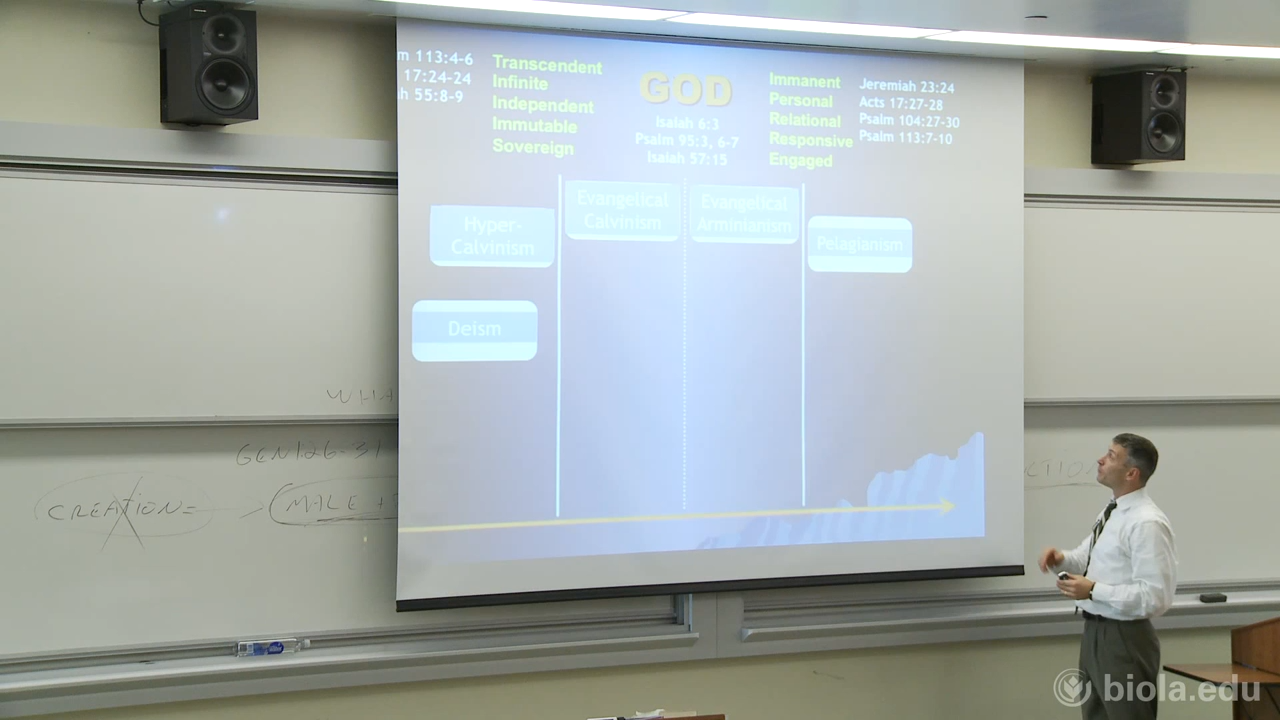 m 113:4-6
17:24-24
h 55:8-9
Transcendent
Infinite
Independent
Immutable
Sovereign
GOD
Isaiah 6:3
Psalm 95:3, 6-7
Isaiah 57:15
Immanent
Personal
Relational
Responsive
Engaged
Jeremiah 23:24
Acts 17:27-28
Psalm 104:27-30
Psalm 113:7-10
Hyper-
Calvinism
Evangelical
Calvinism
Evangelical
Arminianism
Pelagianism
Deism
WHA
GEN 1:26-31
CREATION =
MALE +
CTION
biola.edu